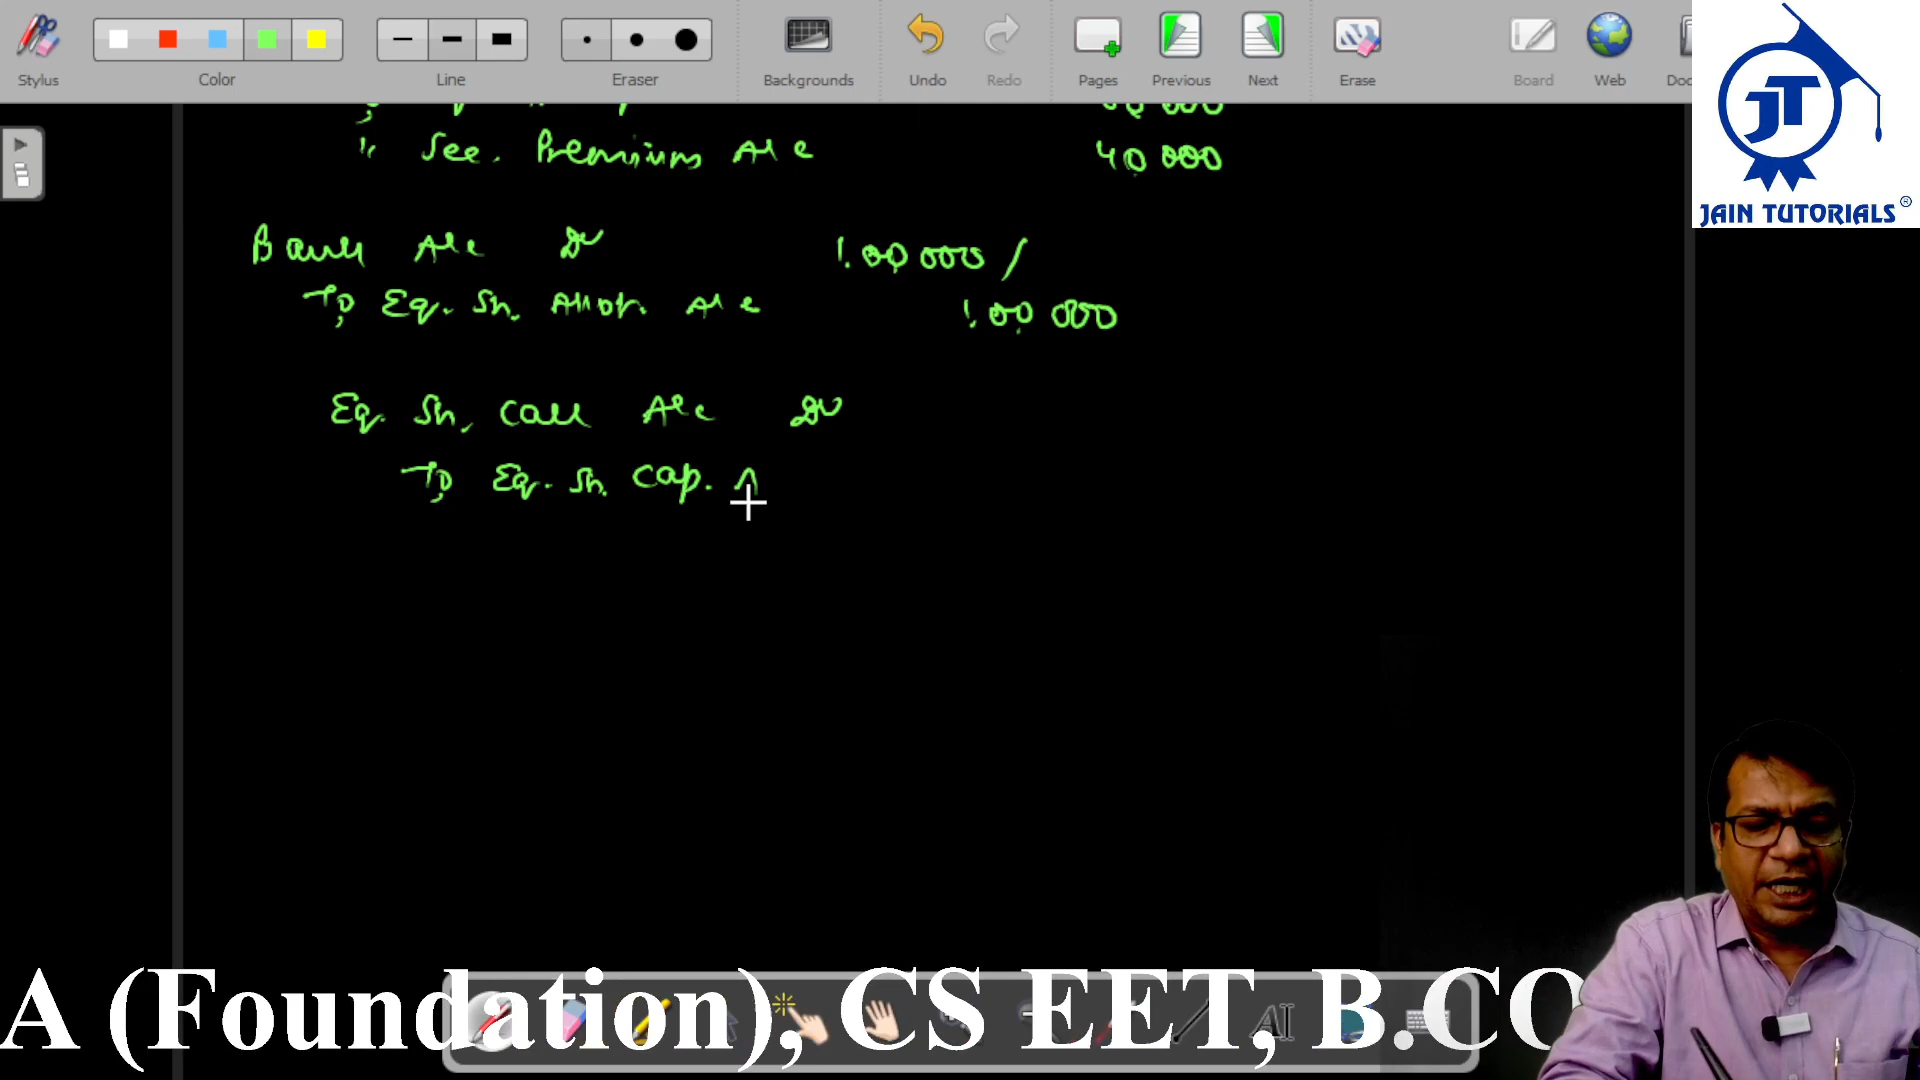 Stylus
Color
Line
Eraser
Backgrounds
Undo
Redo
Pages
Previous
Next
Erase
Board
Web
Doc
JT
JAIN TUTORIALS®
" Sec. Premium A/c 40,000
Bank A/c Dr 1,00,000 /
To Eq. Sh. Allot. A/c 1,00,000
Eq. Sh. Call A/c Dr
To Eq. Sh. Cap. A
A (Foundation), CS EET, B.CO
AI